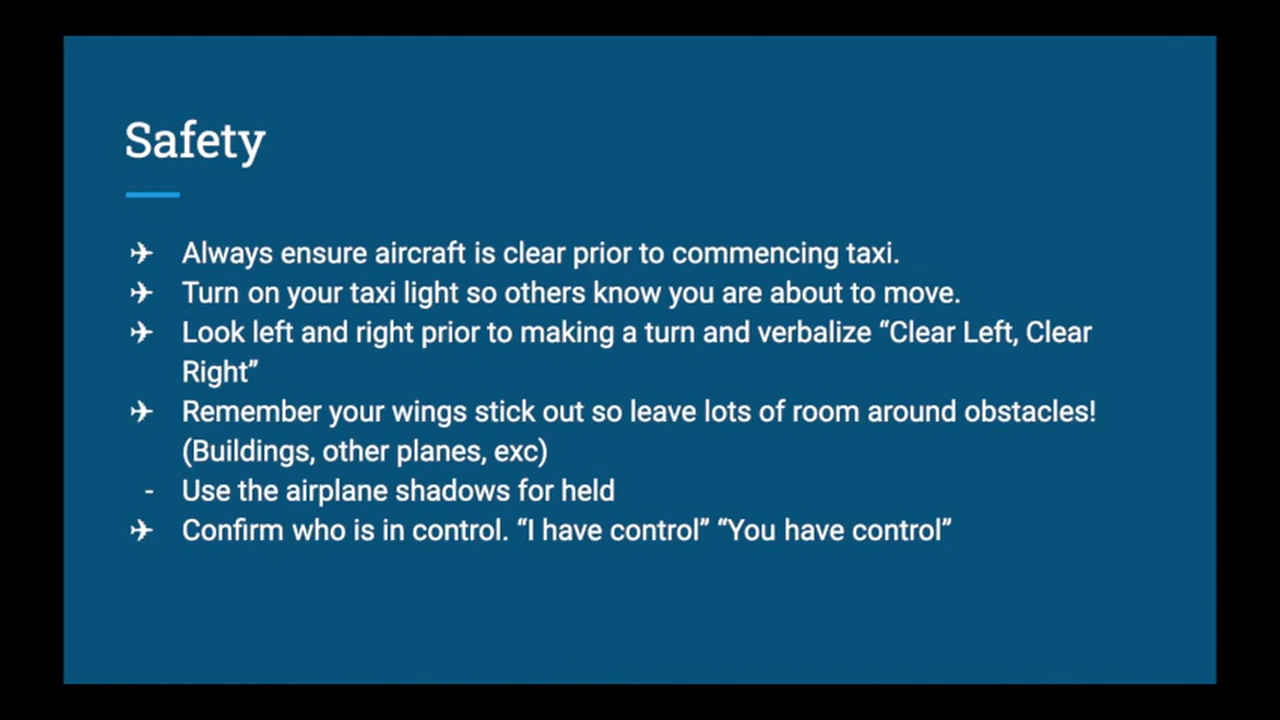 Safety
✈ Always ensure aircraft is clear prior to commencing taxi.
✈ Turn on your taxi light so others know you are about to move.
✈ Look left and right prior to making a turn and verbalize “Clear Left, Clear
Right”
✈ Remember your wings stick out so leave lots of room around obstacles!
(Buildings, other planes, exc)
- Use the airplane shadows for held
✈ Confirm who is in control. “I have control” “You have control”